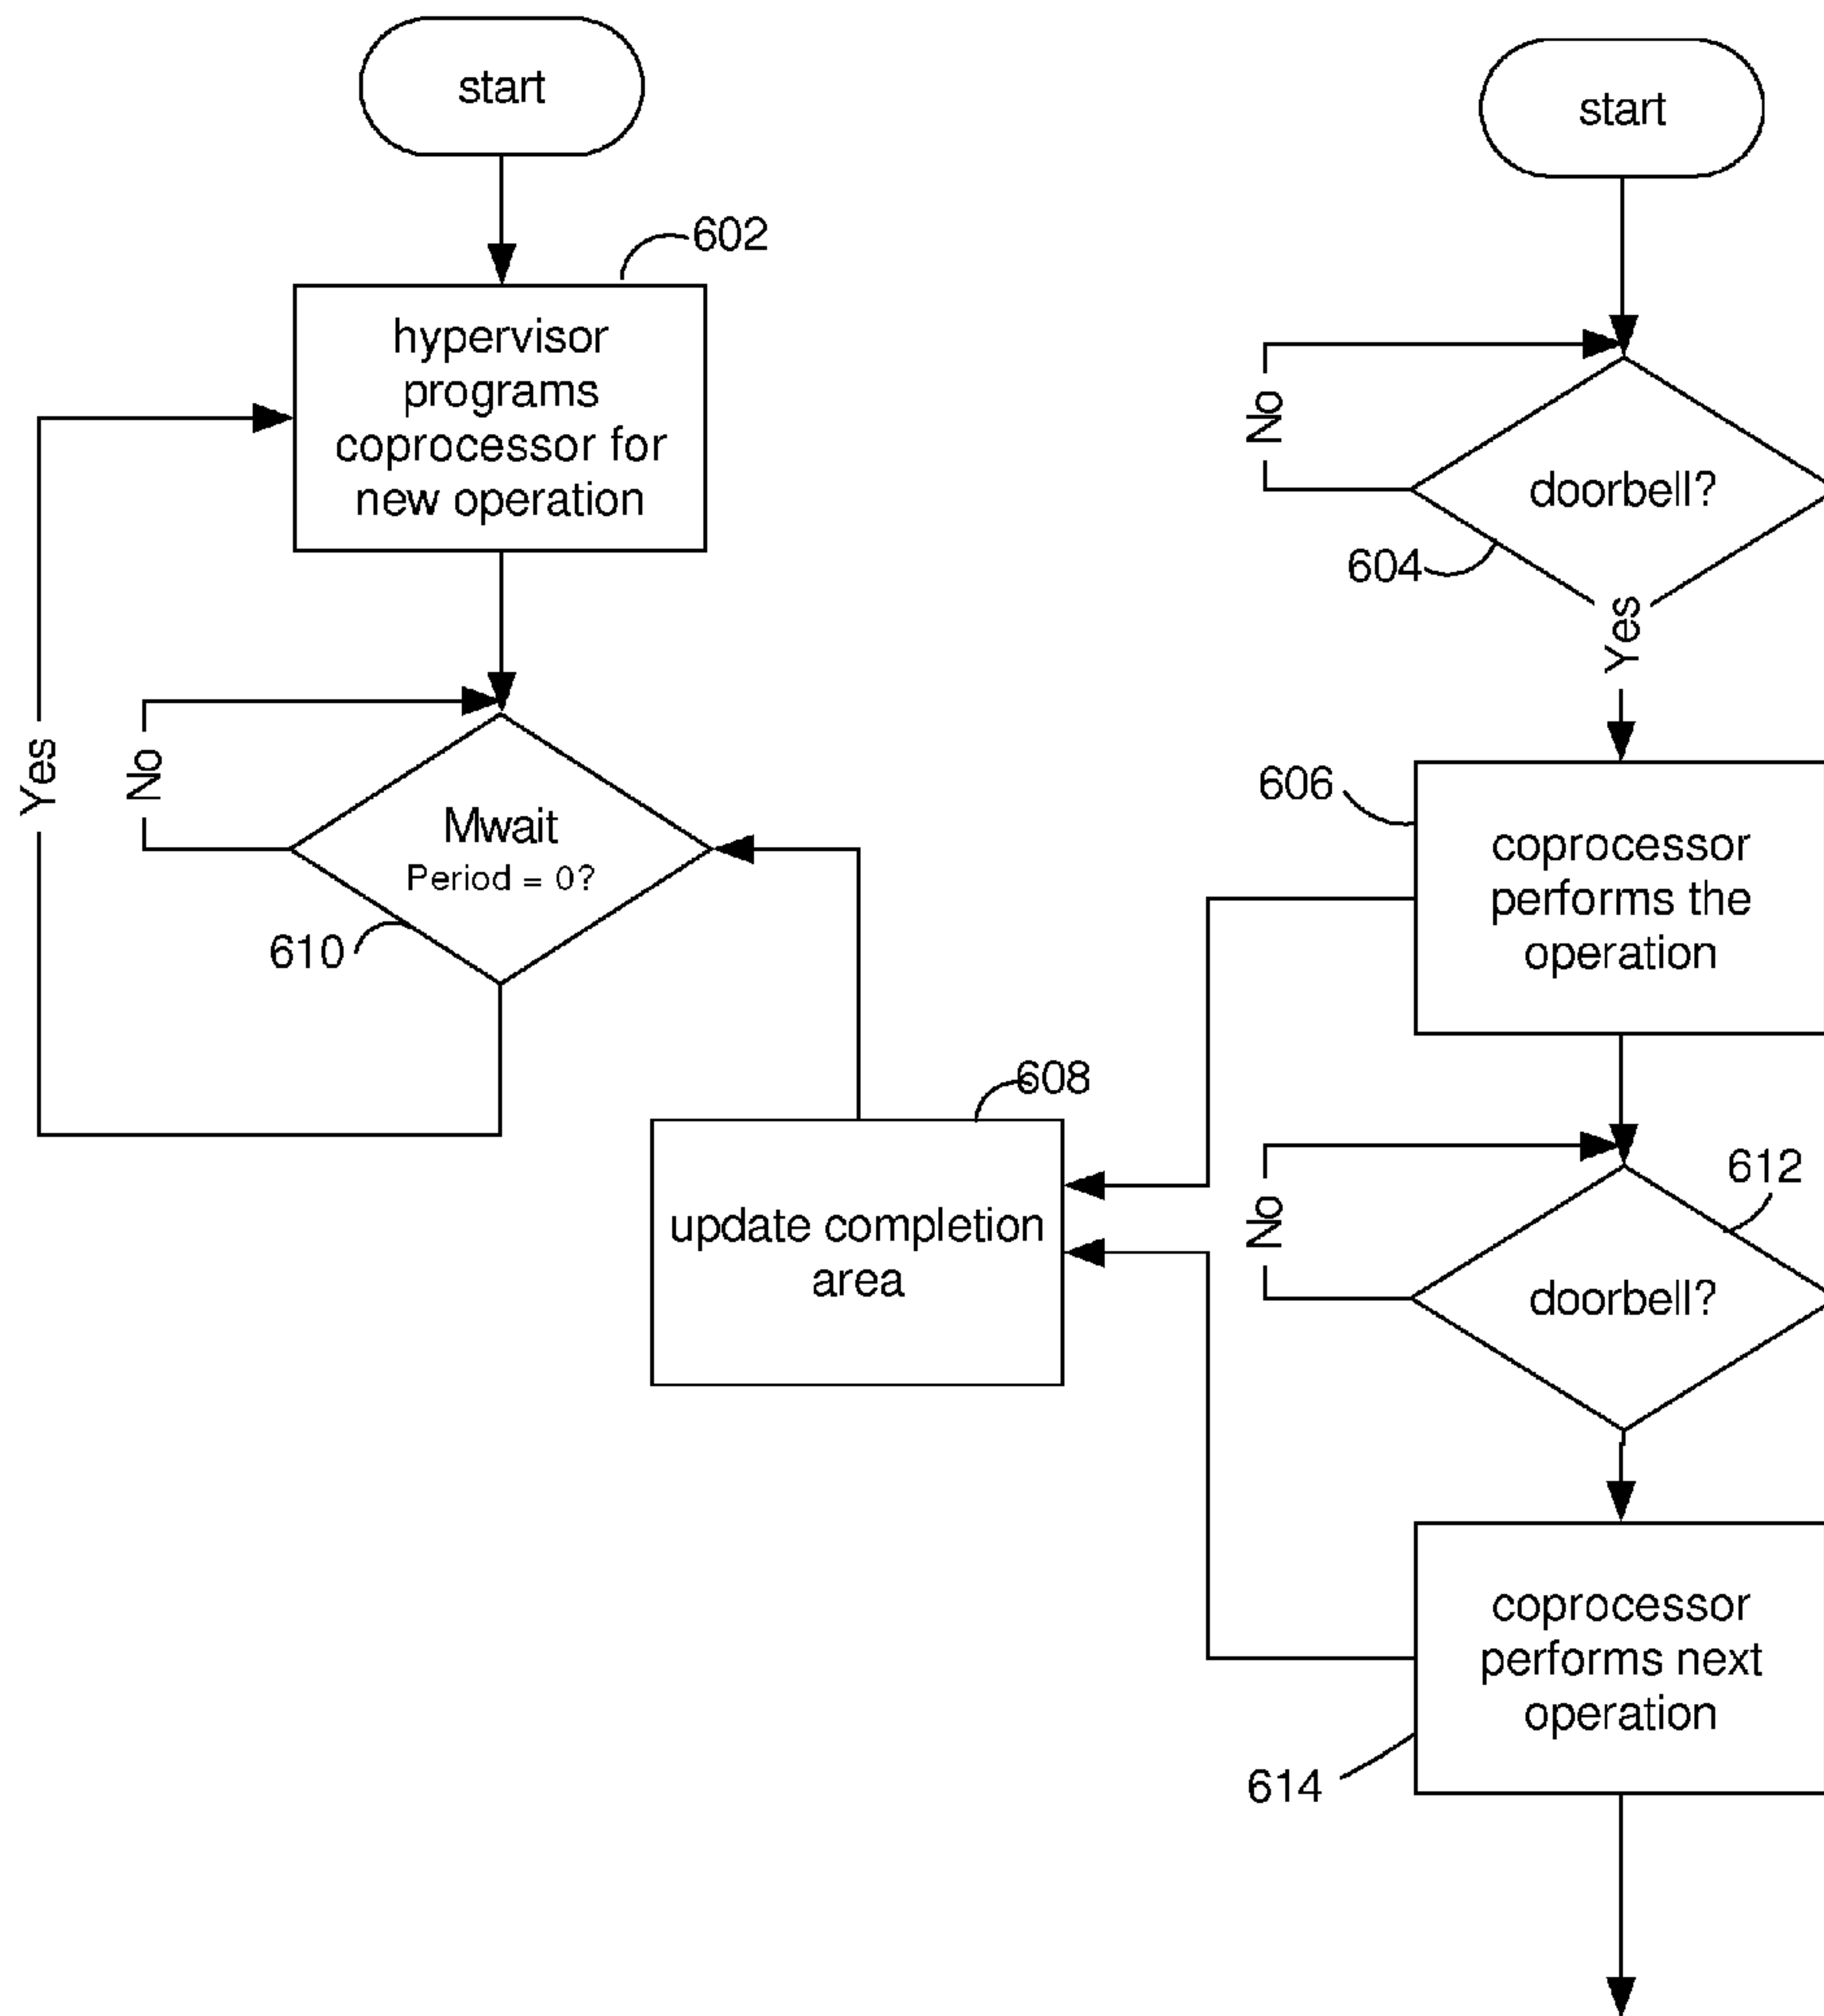 start
602
hypervisor
programs
coprocessor for
new operation
Yes
No
Mwait
Period = 0?
610
608
update completion
area
start
No
doorbell?
604
Yes
606
coprocessor
performs the
operation
612
No
doorbell?
coprocessor
performs next
operation
614